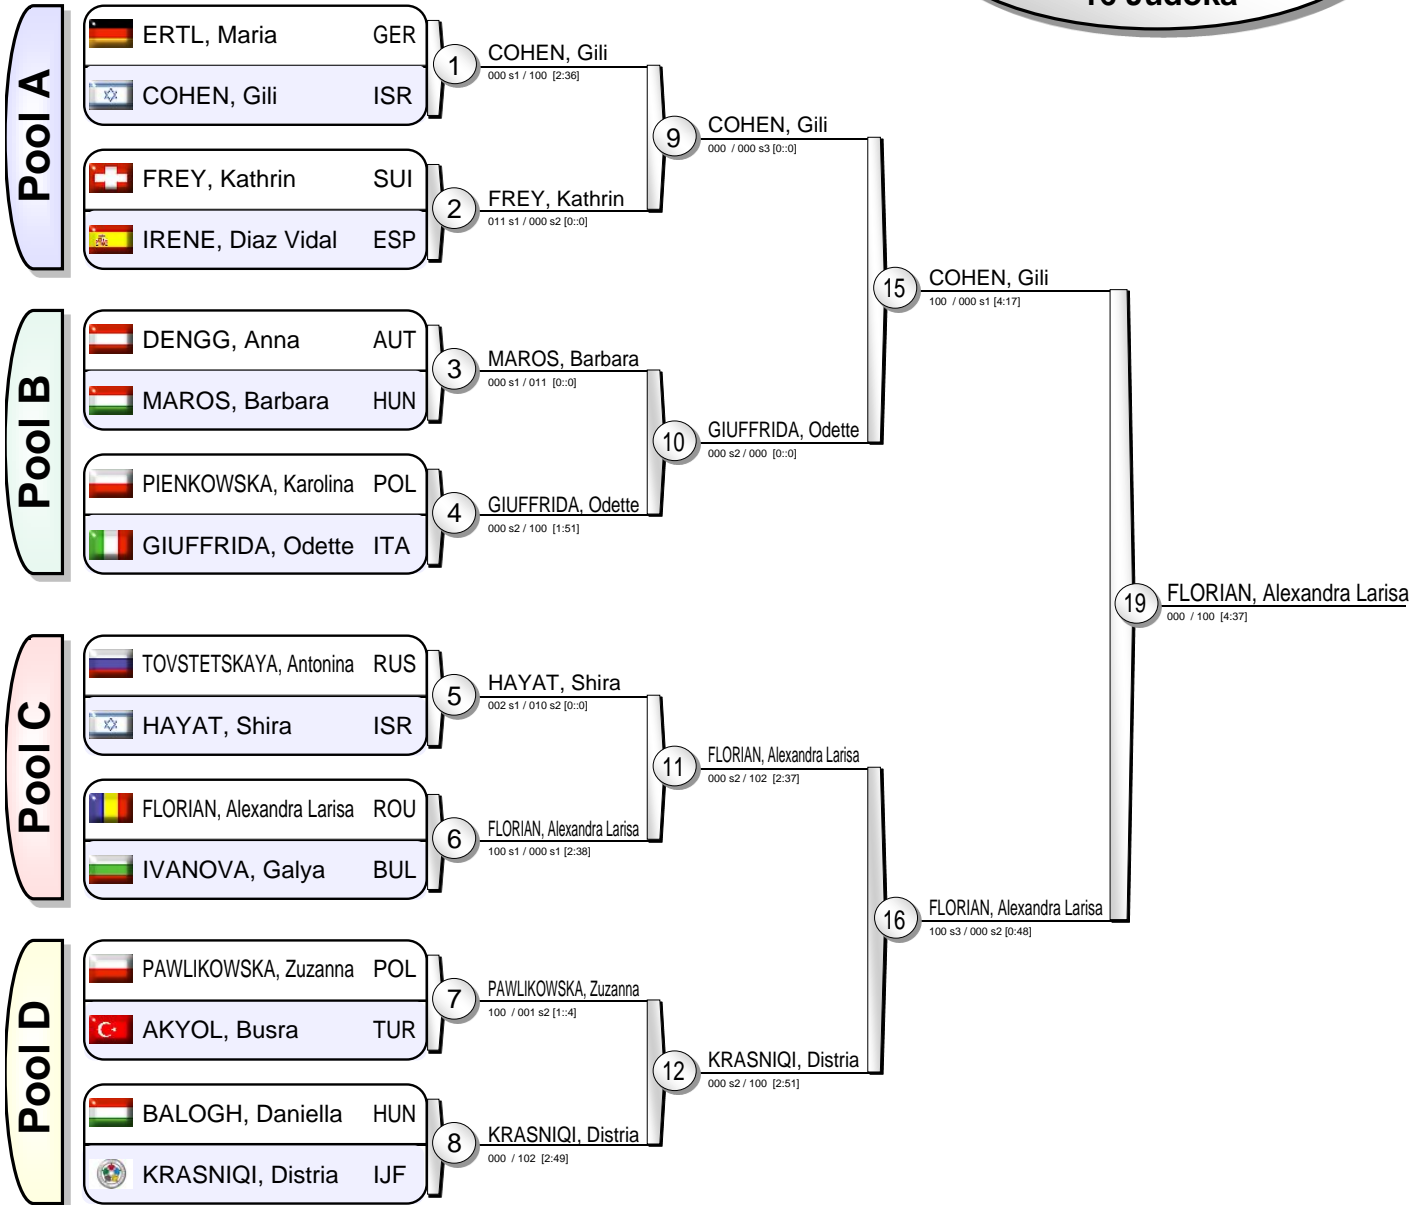 16 Judoka
Pool A
ERTL, Maria GER
COHEN, Gili ISR
FREY, Kathrin SUI
IRENE, Diaz Vidal ESP
1
COHEN, Gili
000 s1 / 100 [2:36]
2
FREY, Kathrin
011 s1 / 000 s2 [0::0]
9
COHEN, Gili
000 / 000 s3 [0::0]
Pool B
DENGG, Anna AUT
MAROS, Barbara HUN
PIENKOWSKA, Karolina POL
GIUFFRIDA, Odette ITA
3
MAROS, Barbara
000 s1 / 011 [0::0]
4
GIUFFRIDA, Odette
000 s2 / 100 [1:51]
10
GIUFFRIDA, Odette
000 s2 / 000 [0::0]
15
COHEN, Gili
100 / 000 s1 [4:17]
Pool C
TOVSTETSKAYA, Antonina RUS
HAYAT, Shira ISR
FLORIAN, Alexandra Larisa ROU
IVANOVA, Galya BUL
5
HAYAT, Shira
002 s1 / 010 s2 [0::0]
6
FLORIAN, Alexandra Larisa
100 s1 / 000 s1 [2:38]
11
FLORIAN, Alexandra Larisa
000 s2 / 102 [2:37]
Pool D
PAWLIKOWSKA, Zuzanna POL
AKYOL, Busra TUR
BALOGH, Daniella HUN
KRASNIQI, Distria IJF
7
PAWLIKOWSKA, Zuzanna
100 / 001 s2 [1::4]
8
KRASNIQI, Distria
000 / 102 [2:49]
12
KRASNIQI, Distria
000 s2 / 100 [2:51]
16
FLORIAN, Alexandra Larisa
100 s3 / 000 s2 [0:48]
19
FLORIAN, Alexandra Larisa
000 / 100 [4:37]